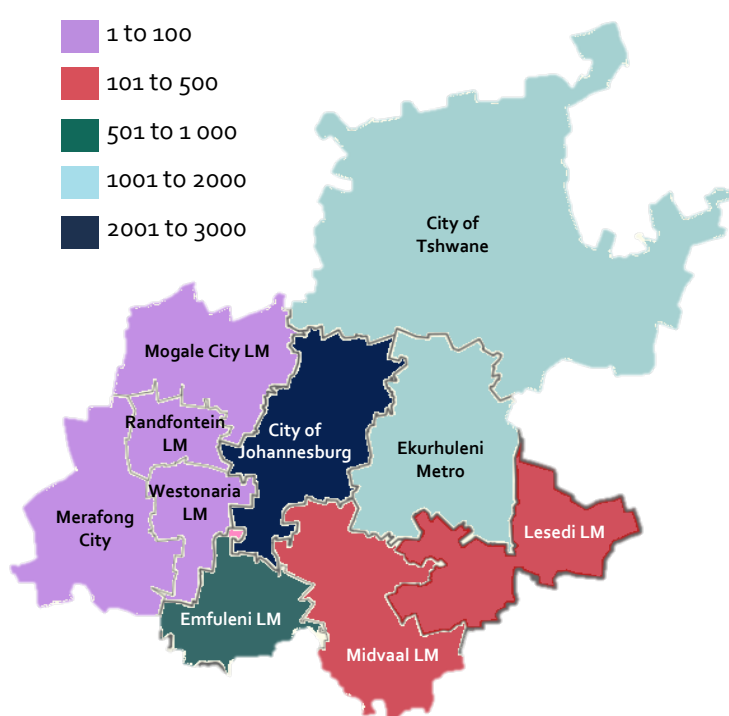 1 to 100
101 to 500
501 to 1 000
1001 to 2000
2001 to 3000
City of
Tshwane
Mogale City LM
Randfontein
LM
City of
Johannesburg
Ekurhuleni
Metro
Westonaria
LM
Merafong
City
Lesedi LM
Emfuleni LM
Midvaal LM